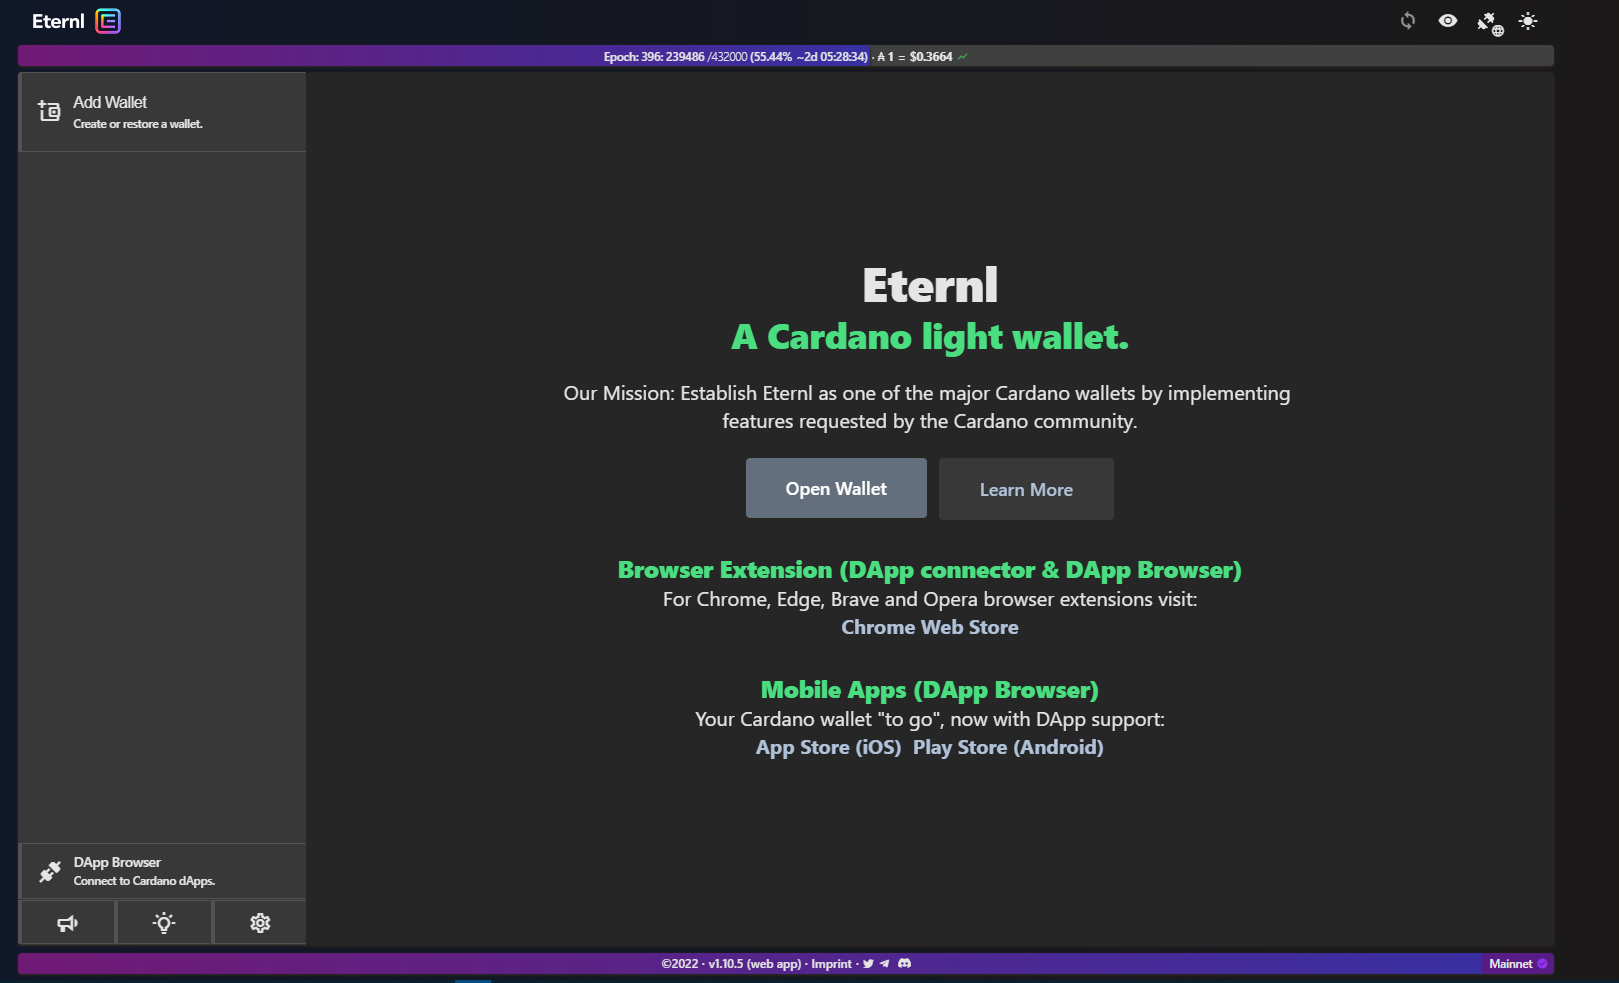 Eternl
Epoch: 396: 239486 /432000 (55.44% ~2d 05:28:34) · ₳ 1 = $0.3664
Add Wallet
Create or restore a wallet.
Eternl
A Cardano light wallet.
Our Mission: Establish Eternl as one of the major Cardano wallets by implementing
features requested by the Cardano community.
Open Wallet
Learn More
Browser Extension (DApp connector & DApp Browser)
For Chrome, Edge, Brave and Opera browser extensions visit:
Chrome Web Store
Mobile Apps (DApp Browser)
Your Cardano wallet "to go", now with DApp support:
App Store (iOS) Play Store (Android)
DApp Browser
Connect to Cardano dApps.
©2022 · v1.10.5 (web app) · Imprint ·
Mainnet